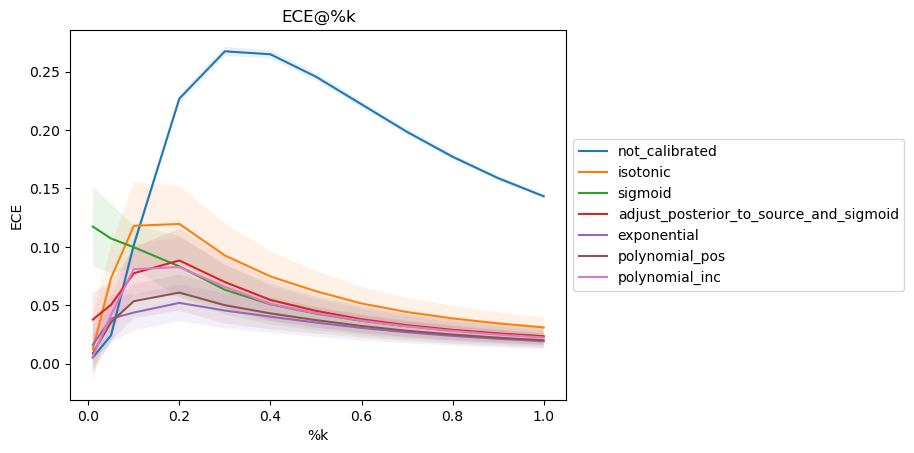 ECE@%k
ECE
0.25
0.20
0.15
0.10
0.05
0.00
0.0 0.2 0.4 0.6 0.8 1.0
%k
not_calibrated
isotonic
sigmoid
adjust_posterior_to_source_and_sigmoid
exponential
polynomial_pos
polynomial_inc